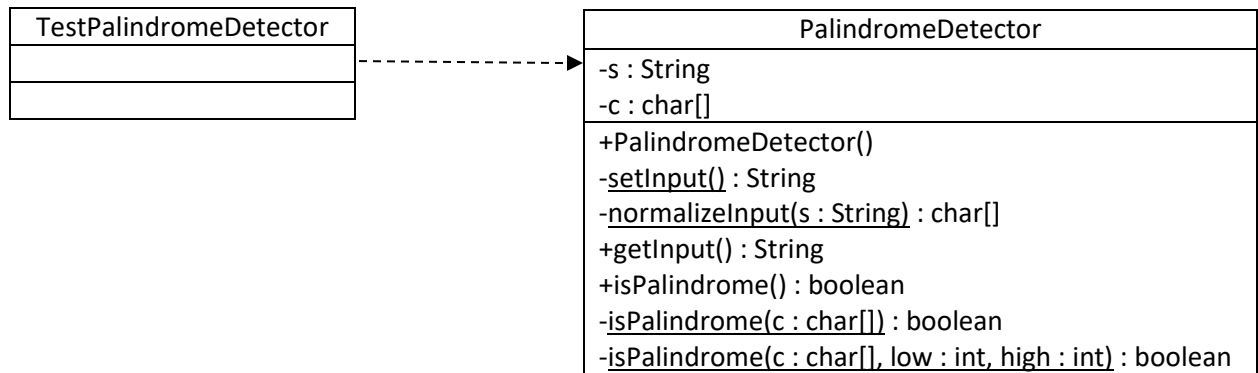 TestPalindromeDetector
PalindromeDetector
-s : String
-c : char[]
+PalindromeDetector()
-setInput() : String
-normalizeInput(s : String) : char[]
+getInput() : String
+isPalindrome() : boolean
-isPalindrome(c : char[]) : boolean
-isPalindrome(c : char[], low : int, high : int) : boolean